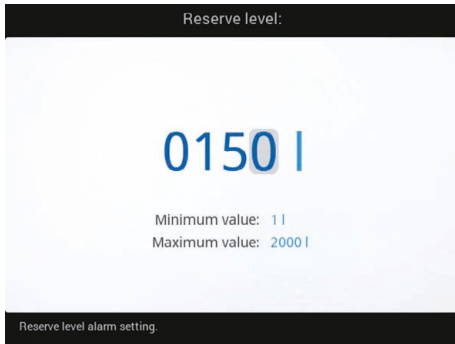 Reserve level:
0150 l
Minimum value: 1 l
Maximum value: 2000 l
Reserve level alarm setting.